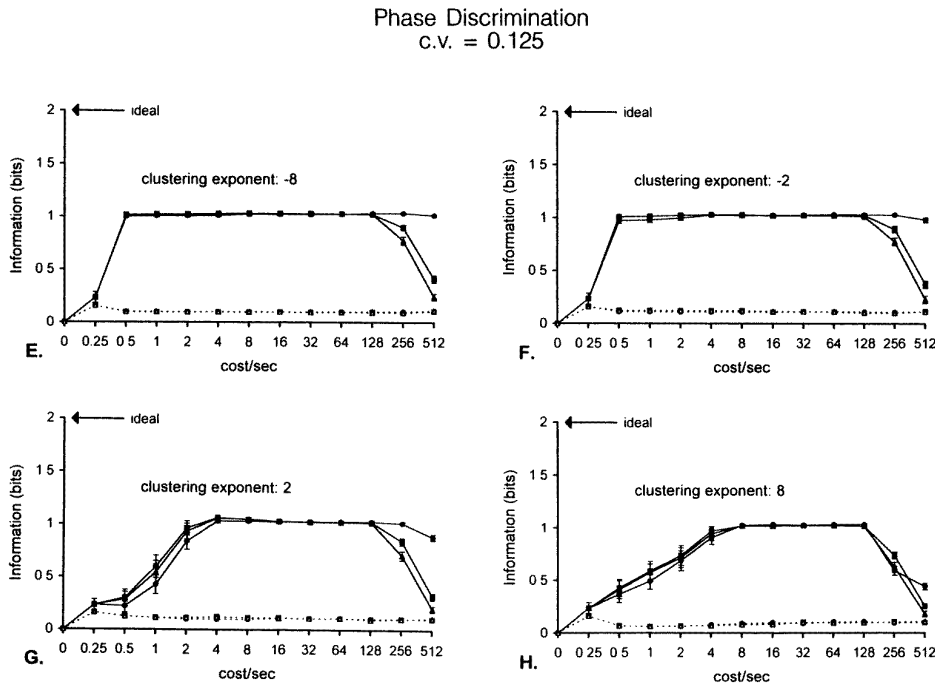 Phase Discrimination
c.v. = 0.125
2
ideal
1 5
clustering exponent: -8
1
0 5
0
Information (bits)
0 0.25 0 5 1 2 4 8 16 32 64 128 256 512
cost/sec
E.
2
ideal
1 5
clustering exponent: -2
1
0 5
0
Information (bits)
0 0 25 0 5 1 2 4 8 16 32 64 128 256 512
cost/sec
F.
2
ideal
1 5
clustering exponent: 2
1
0 5
0
Information (bits)
0 0.25 0.5 1 2 4 8 16 32 64 128 256 512
cost/sec
G.
2
ideal
1 5
clustering exponent: 8
1
0 5
0
Information (bits)
0 0 25 0 5 1 2 4 8 16 32 64 128 256 512
cost/sec
H.